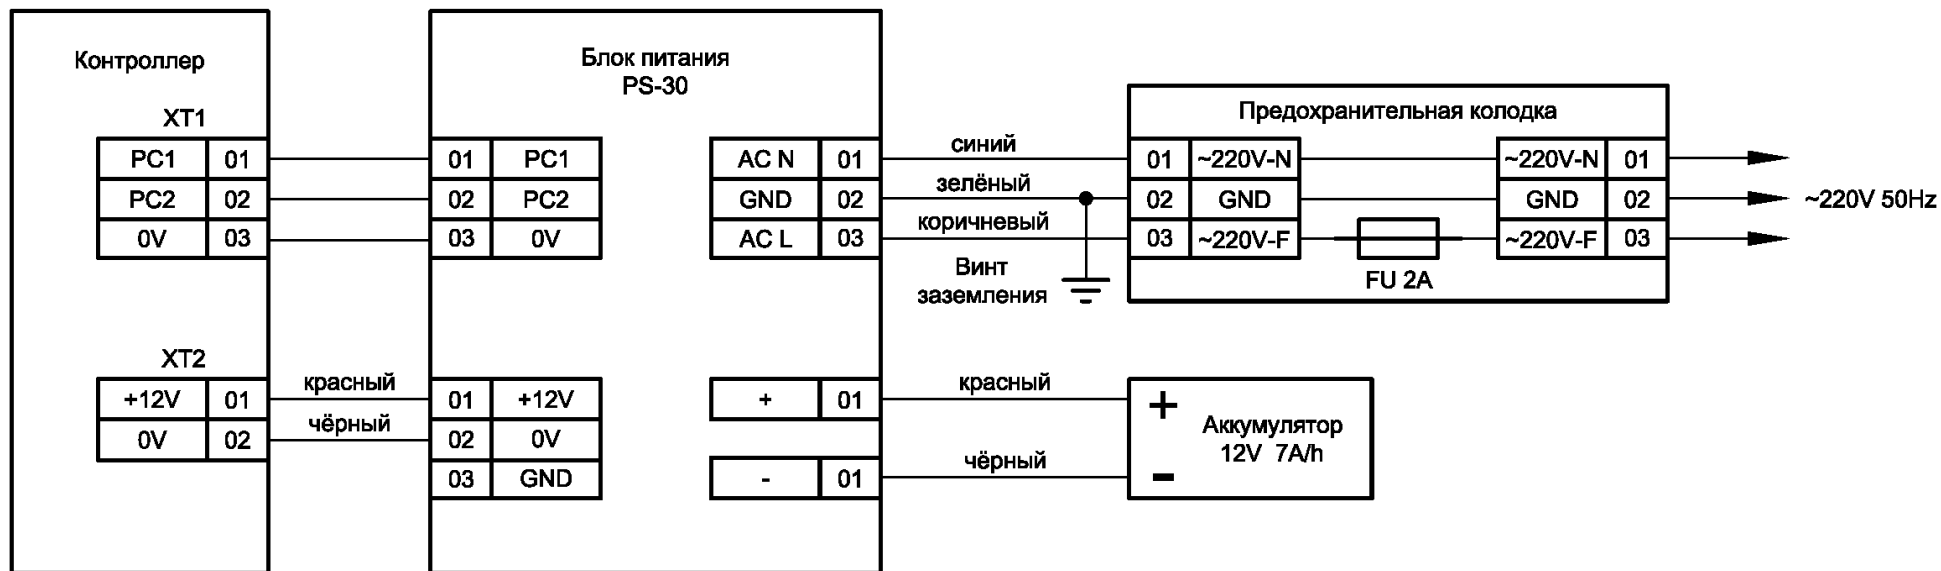 Контроллер
XT1
PC1 01
PC2 02
0V 03
XT2
+12V 01
0V 02
красный
чёрный
Блок питания
PS-30
01 PC1
02 PC2
03 0V
01 +12V
02 0V
03 GND
AC N 01
GND 02
AC L 03
+ 01
- 01
синий
зелёный
коричневый
Винт
заземления
красный
чёрный
Предохранительная колодка
01 ~220V-N
02 GND
03 ~220V-F
FU 2A
~220V-N 01
GND 02
~220V-F 03
~220V 50Hz
+
Аккумулятор
12V 7A/h
-